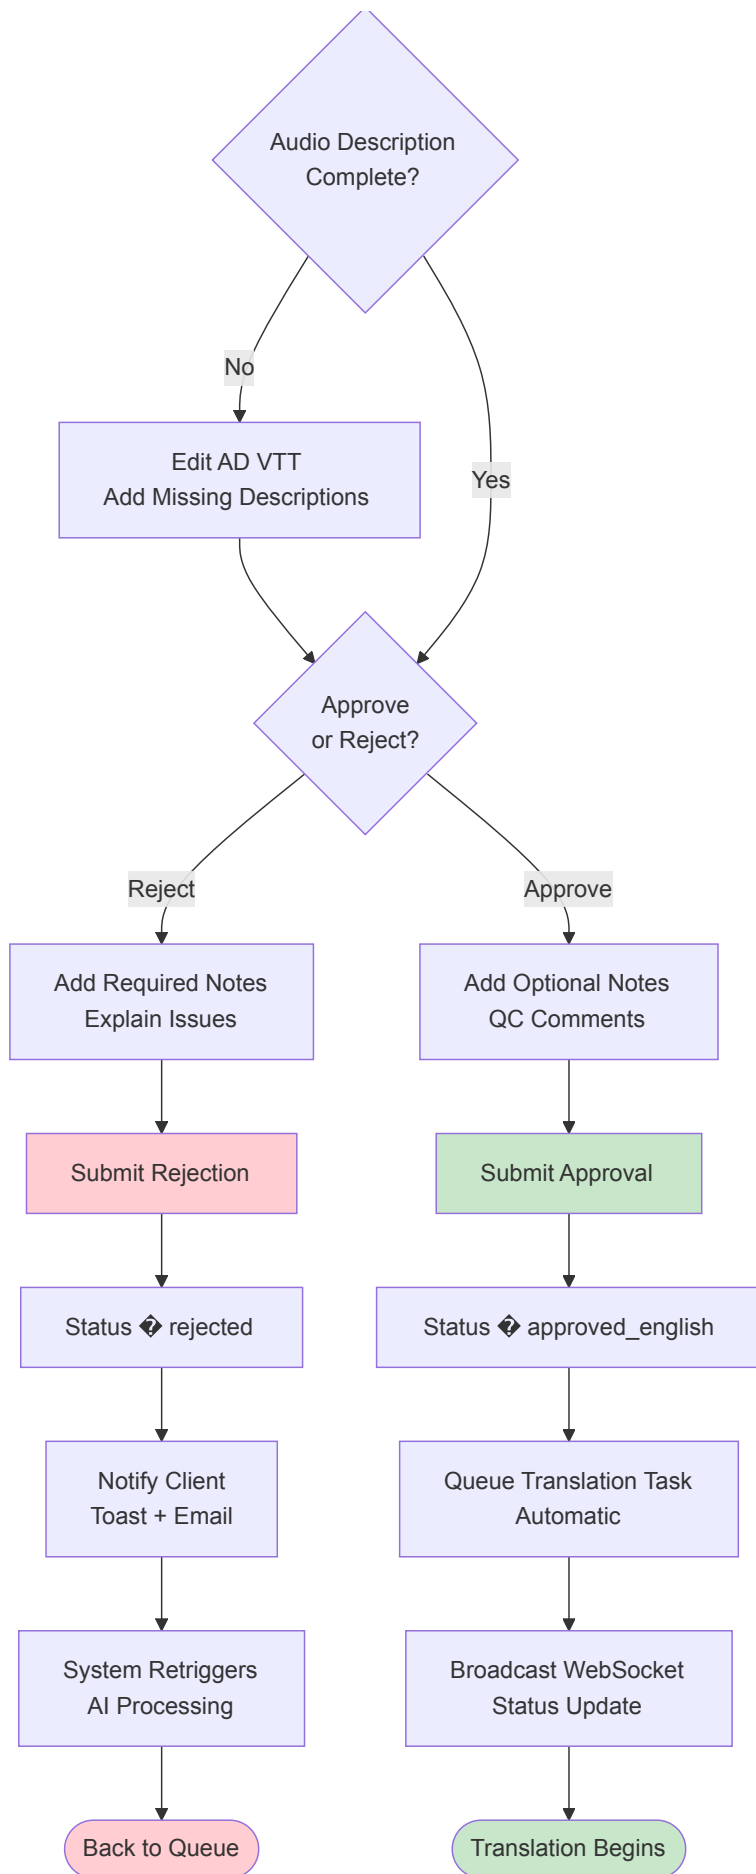 Audio Description
Complete?
No
Yes
Edit AD VTT
Add Missing Descriptions
Approve
or Reject?
Reject
Approve
Add Required Notes
Explain Issues
Add Optional Notes
QC Comments
Submit Rejection
Submit Approval
Status � rejected
Status � approved_english
Notify Client
Toast + Email
Queue Translation Task
Automatic
System Retriggers
AI Processing
Broadcast WebSocket
Status Update
Back to Queue
Translation Begins